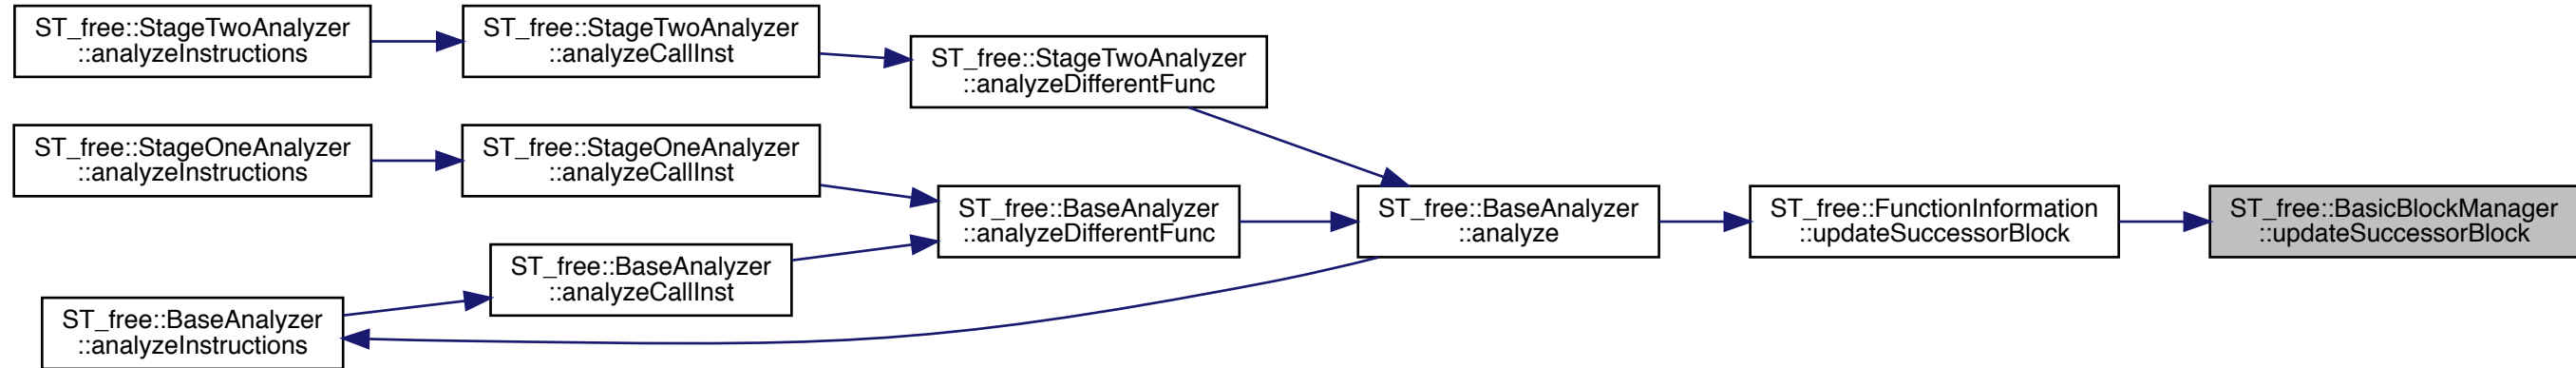 ST_free::StageTwoAnalyzer
::analyzeInstructions
ST_free::StageTwoAnalyzer
::analyzeCallInst
ST_free::StageTwoAnalyzer
::analyzeDifferentFunc
ST_free::StageOneAnalyzer
::analyzeInstructions
ST_free::StageOneAnalyzer
::analyzeCallInst
ST_free::BaseAnalyzer
::analyzeDifferentFunc
ST_free::BaseAnalyzer
::analyze
ST_free::FunctionInformation
::updateSuccessorBlock
ST_free::BasicBlockManager
::updateSuccessorBlock
ST_free::BaseAnalyzer
::analyzeCallInst
ST_free::BaseAnalyzer
::analyzeInstructions